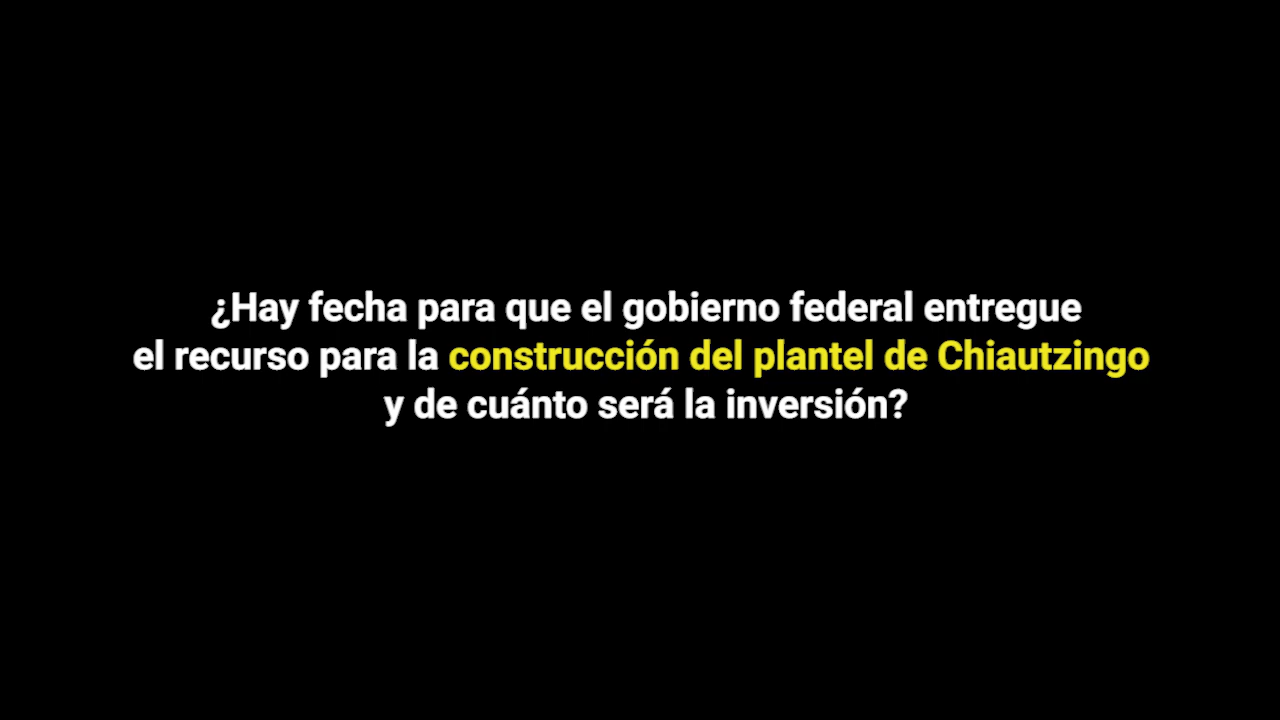 ¿Hay fecha para que el gobierno federal entregue
el recurso para la construcción del plantel de Chiautzingo
y de cuánto será la inversión?